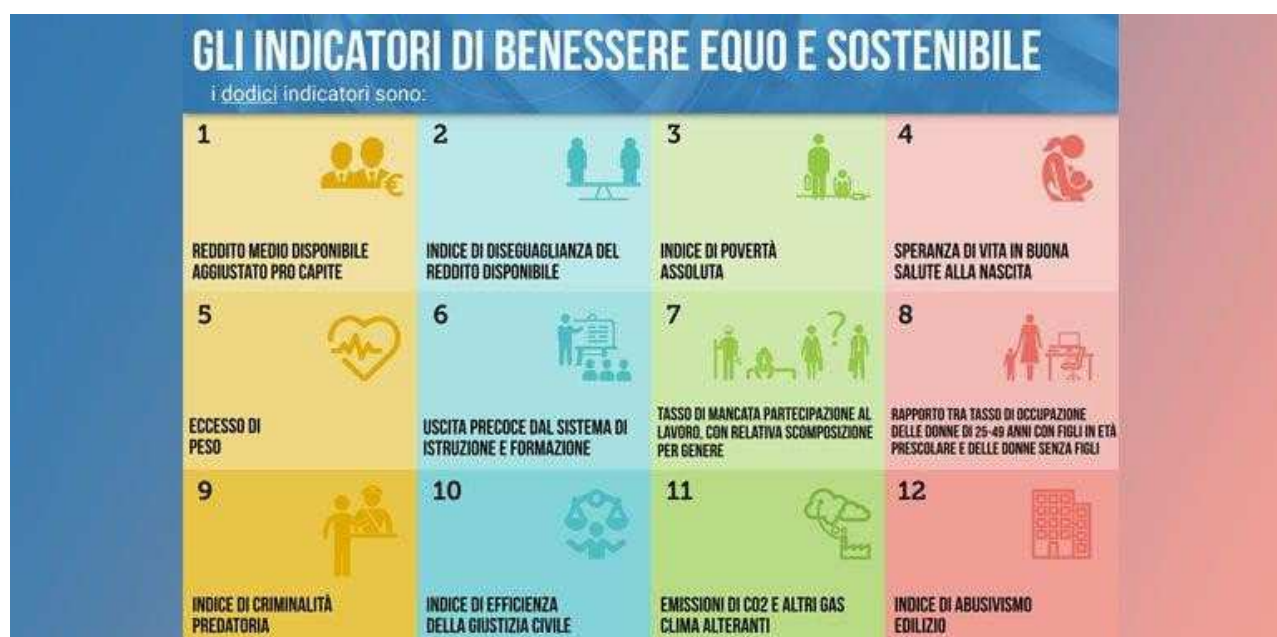 GLI INDICATORI DI BENESSERE EQUO E SOSTENIBILE
i dodici indicatori sono:
1
REDDITO MEDIO DISPONIBILE
AGGIUSTATO PRO CAPITE
2
INDICE DI DISEGUAGLIANZA DEL
REDDITO DISPONIBILE
3
INDICE DI POVERTÀ
ASSOLUTA
4
SPERANZA DI VITA IN BUONA
SALUTE ALLA NASCITA
5
ECCESSO DI
PESO
6
USCITA PRECOCE DAL SISTEMA DI
ISTRUZIONE E FORMAZIONE
7
?
TASSO DI MANCATA PARTECIPAZIONE AL
LAVORO, CON RELATIVA SCOMPOSIZIONE
PER GENERE
8
RAPPORTO TRA TASSO DI OCCUPAZIONE
DELLE DONNE DI 25-49 ANNI CON FIGLI IN ETÀ
PRESCOLARE E DELLE DONNE SENZA FIGLI
9
INDICE DI CRIMINALITÀ
PREDATORIA
10
INDICE DI EFFICIENZA
DELLA GIUSTIZIA CIVILE
11
EMISSIONI DI CO2 E ALTRI GAS
CLIMA ALTERANTI
12
INDICE DI ABUSIVISMO
EDILIZIO